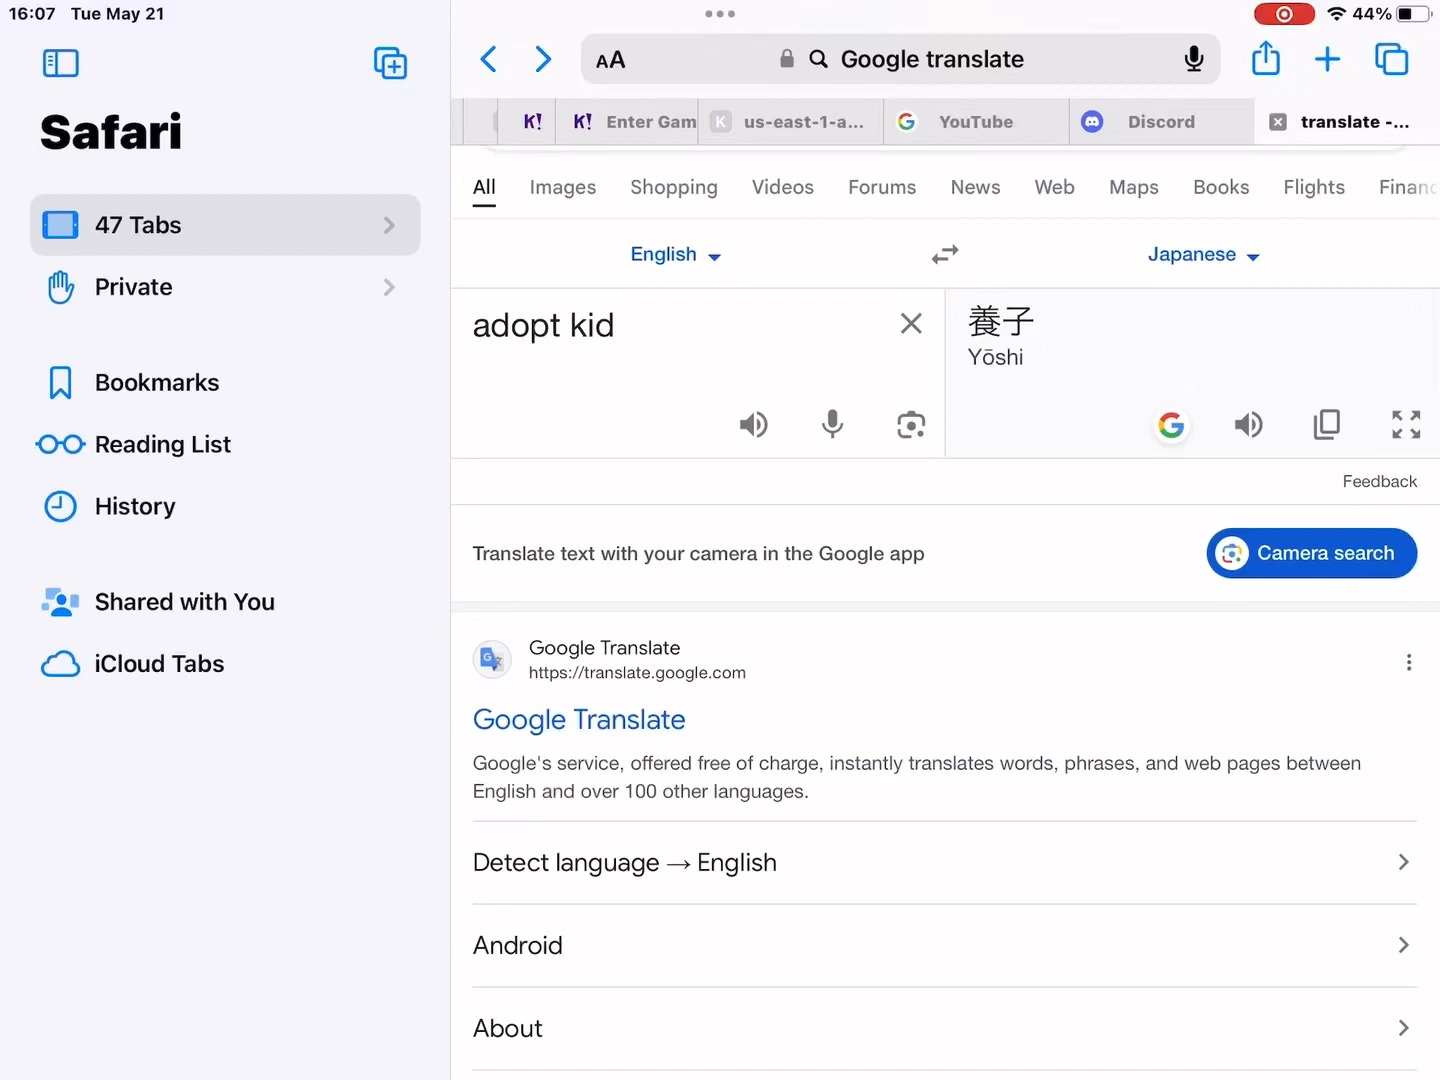 16:07 Tue May 21
44%
Safari
47 Tabs
Private
Bookmarks
Reading List
History
Shared with You
iCloud Tabs
AA
Google translate
K!
K! Enter Gam
K us-east-1-a...
YouTube
Discord
translate -...
All Images Shopping Videos Forums News Web Maps Books Flights Financ
English
Japanese
adopt kid
養子
Yōshi
Feedback
Translate text with your camera in the Google app
Camera search
Google Translate
https://translate.google.com
Google Translate
Google's service, offered free of charge, instantly translates words, phrases, and web pages between
English and over 100 other languages.
Detect language → English
Android
About